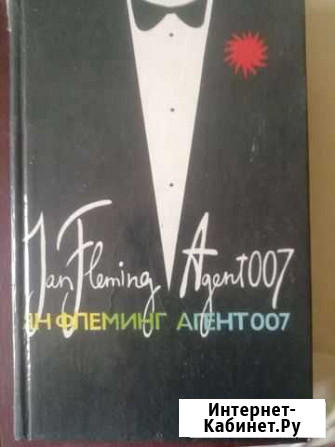 Jan Fleming Agent 007
ЯН ФЛЕМИНГ АГЕНТ 007
Интернет-
Кабинет.Ру